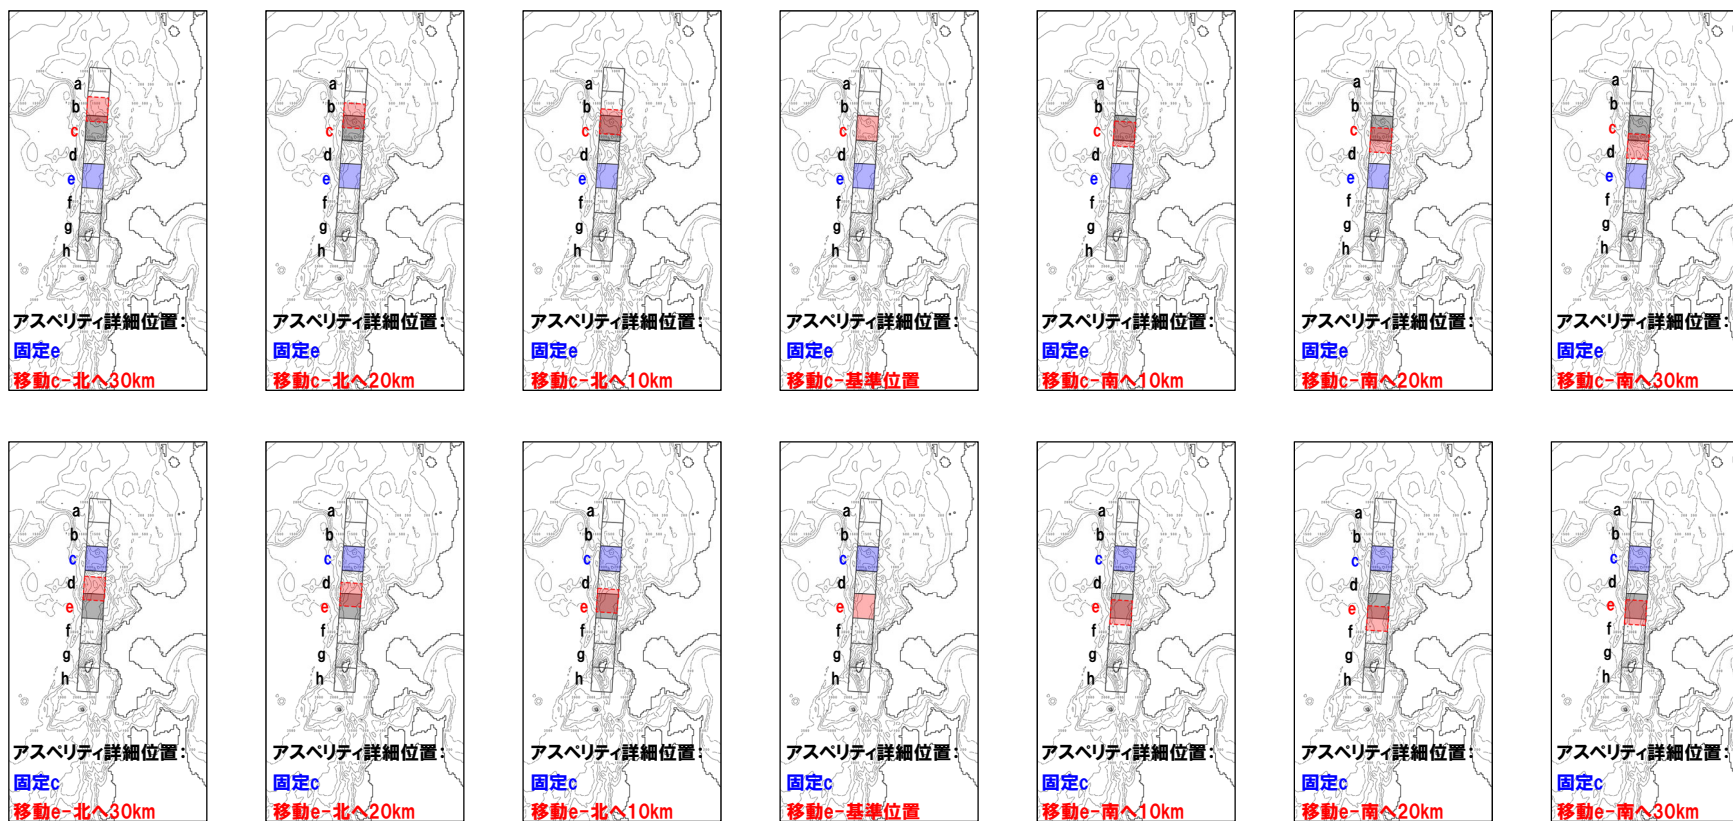 a
b
c
d
e
f
g
h
アスペリティ詳細位置：
固定e
移動c-北へ30km
a
b
c
d
e
f
g
h
アスペリティ詳細位置：
固定e
移動c-北へ20km
a
b
c
d
e
f
g
h
アスペリティ詳細位置：
固定e
移動c-北へ10km
a
b
c
d
e
f
g
h
アスペリティ詳細位置：
固定e
移動c-基準位置
a
b
c
d
e
f
g
h
アスペリティ詳細位置：
固定e
移動c-南へ10km
a
b
c
d
e
f
g
h
アスペリティ詳細位置：
固定e
移動c-南へ20km
a
b
c
d
e
f
g
h
アスペリティ詳細位置：
固定e
移動c-南へ30km
a
b
c
d
e
f
g
h
アスペリティ詳細位置：
固定c
移動e-北へ30km
a
b
c
d
e
f
g
h
アスペリティ詳細位置：
固定c
移動e-北へ20km
a
b
c
d
e
f
g
h
アスペリティ詳細位置：
固定c
移動e-北へ10km
a
b
c
d
e
f
g
h
アスペリティ詳細位置：
固定c
移動e-基準位置
a
b
c
d
e
f
g
h
アスペリティ詳細位置：
固定c
移動e-南へ10km
a
b
c
d
e
f
g
h
アスペリティ詳細位置：
固定c
移動e-南へ20km
a
b
c
d
e
f
g
h
アスペリティ詳細位置：
固定c
移動e-南へ30km